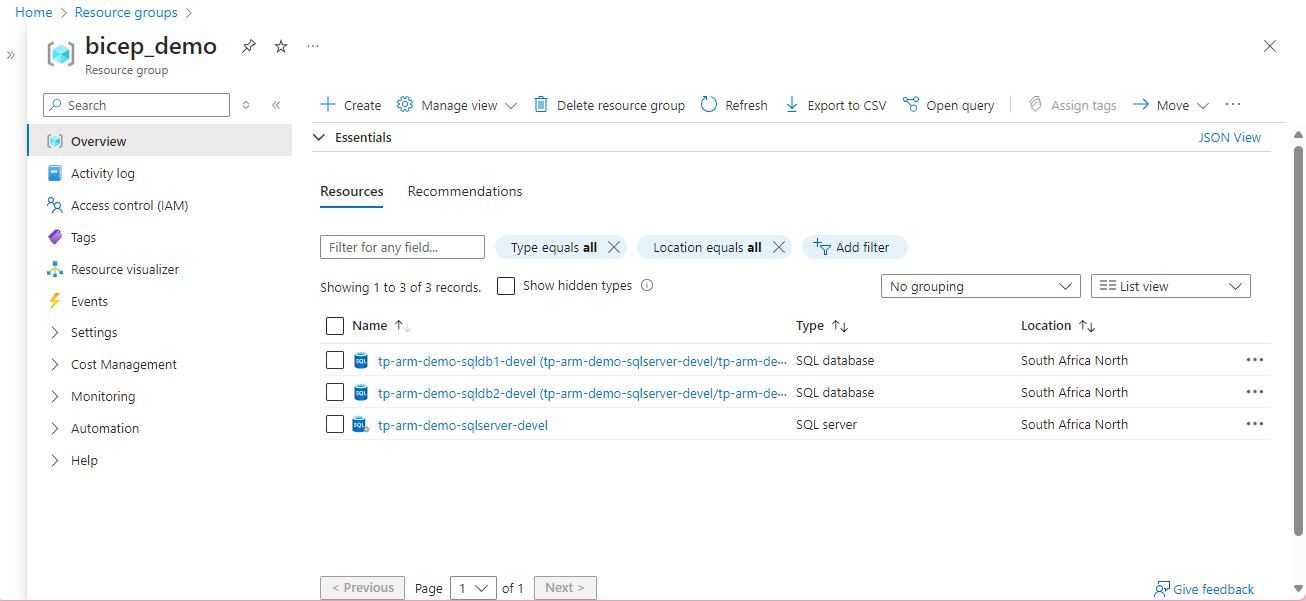 Home > Resource groups >
bicep_demo ...
Resource group
Search
Overview
Activity log
Access control (IAM)
Tags
Resource visualizer
Events
Settings
Cost Management
Monitoring
Automation
Help
Create Manage view Delete resource group Refresh Export to CSV Open query Assign tags Move ...
Essentials JSON View
Resources Recommendations
Filter for any field... Type equals all Location equals all Add filter
Showing 1 to 3 of 3 records. Show hidden types No grouping List view
Name Type Location
SQL tp-arm-demo-sqldb1-devel (tp-arm-demo-sqlserver-devel/tp-arm-de... SQL database South Africa North ...
SQL tp-arm-demo-sqldb2-devel (tp-arm-demo-sqlserver-devel/tp-arm-de... SQL database South Africa North ...
SQL tp-arm-demo-sqlserver-devel SQL server South Africa North ...
< Previous Page 1 of 1 Next > Give feedback